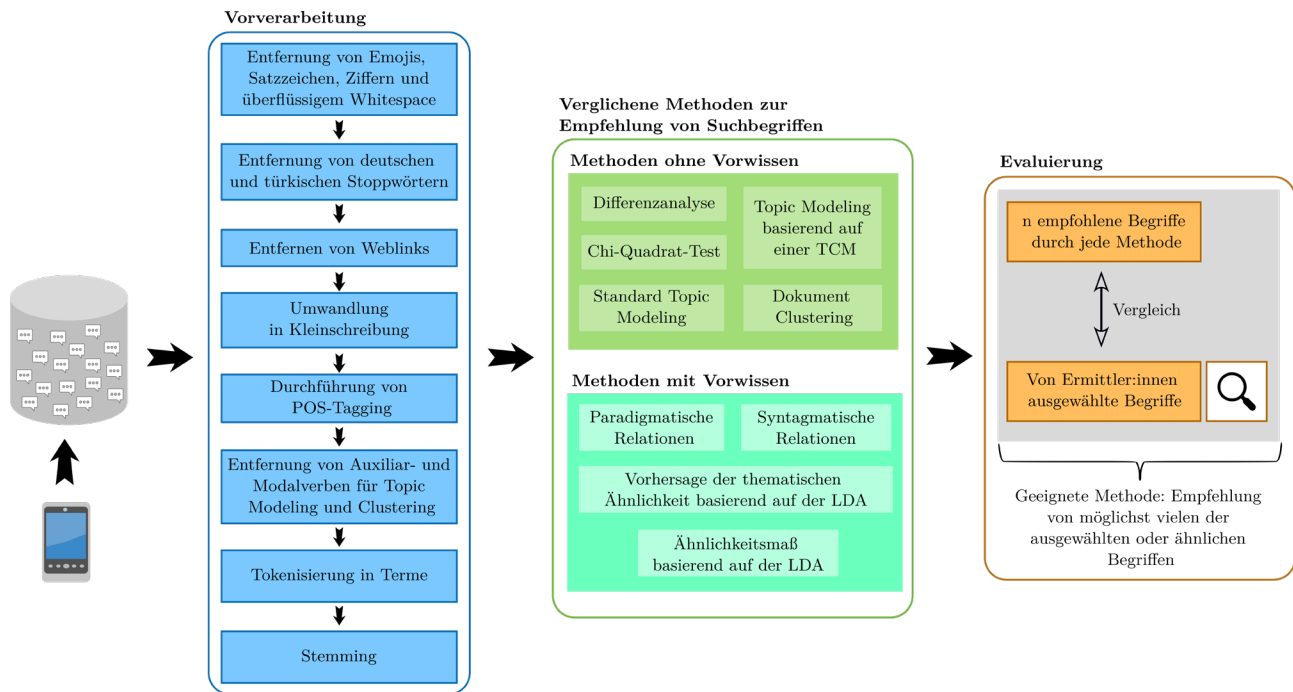 Vorverarbeitung
Entfernung von Emojis,
Satzzeichen, Ziffern und
überflüssigem Whitespace
Entfernung von deutschen
und türkischen Stoppwörtern
Entfernen von Weblinks
Umwandlung
in Kleinschreibung
Durchführung von
POS-Tagging
Entfernung von Auxiliar- und
Modalverben für Topic
Modeling und Clustering
Tokenisierung in Terme
Stemming
Verglichene Methoden zur
Empfehlung von Suchbegriffen
Methoden ohne Vorwissen
Differenzanalyse
Chi-Quadrat-Test
Topic Modeling
basierend auf
einer TCM
Standard Topic
Modeling
Dokument
Clustering
Methoden mit Vorwissen
Paradigmatische
Relationen
Syntagmatische
Relationen
Vorhersage der thematischen
Ähnlichkeit basierend auf der LDA
Ähnlichkeitsmaß
basierend auf der LDA
Evaluierung
n empfohlene Begriffe
durch jede Methode
Vergleich
Von Ermittler:innen
ausgewählte Begriffe
Geeignete Methode: Empfehlung
von möglichst vielen der
ausgewählten oder ähnlichen
Begriffen